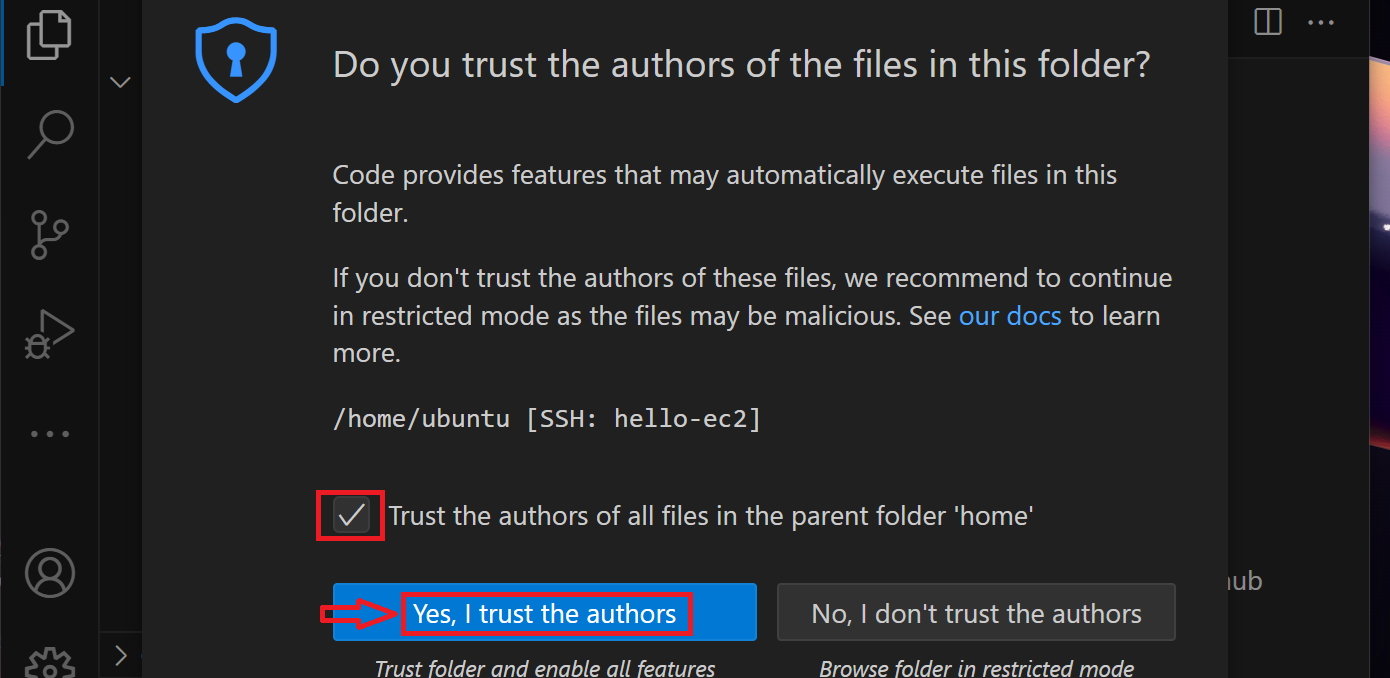 Do you trust the authors of the files in this folder?
Code provides features that may automatically execute files in this
folder.
If you don't trust the authors of these files, we recommend to continue
in restricted mode as the files may be malicious. See our docs to learn
more.
/home/ubuntu [SSH: hello-ec2]
Trust the authors of all files in the parent folder 'home'
Yes, I trust the authors
No, I don't trust the authors
Trust folder and enable all features
Browse folder in restricted mode